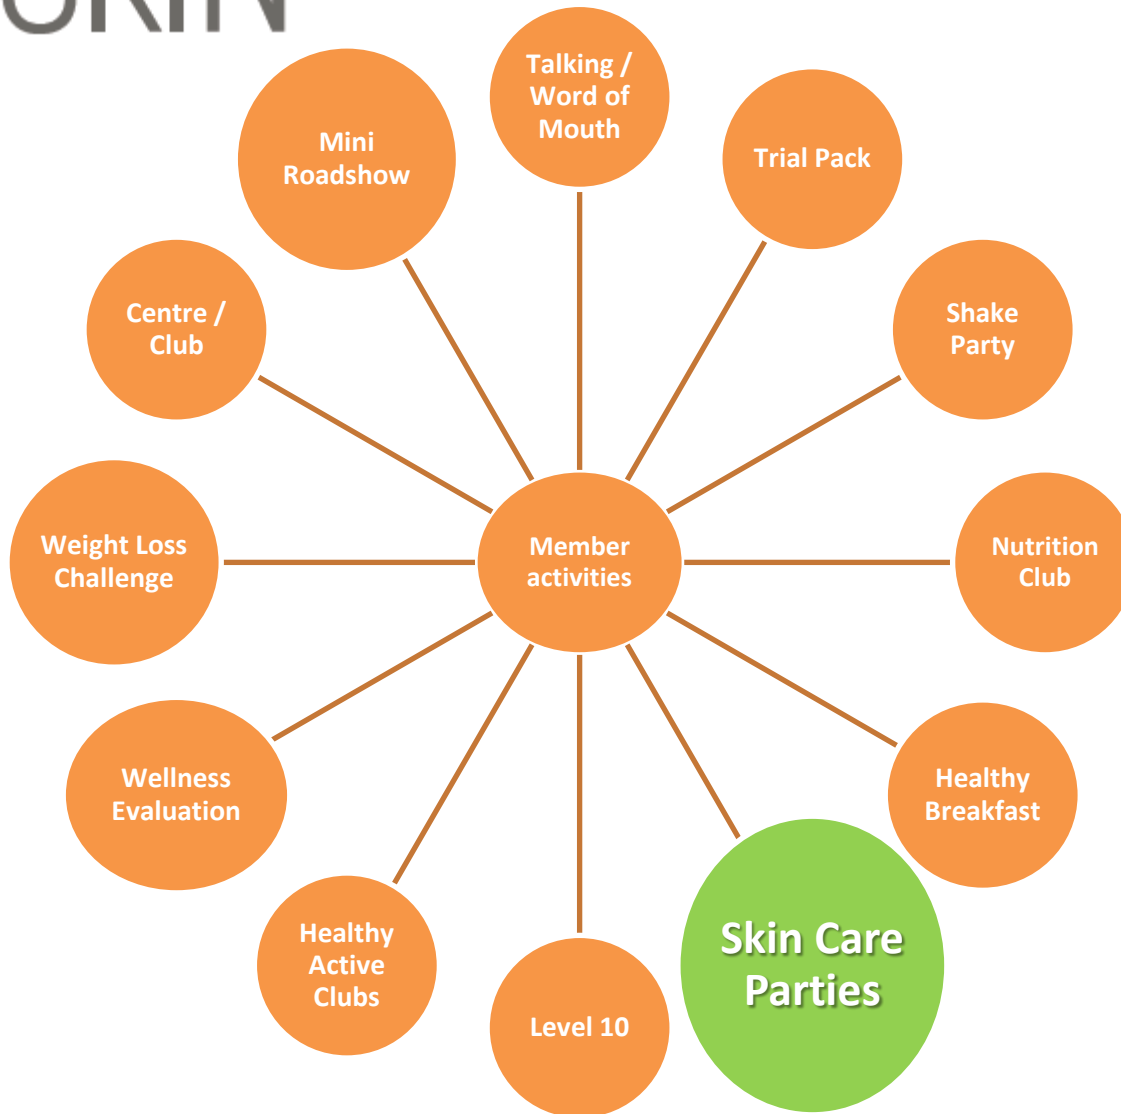 SKIN
Talking /
Word of
Mouth
Trial Pack
Shake
Party
Nutrition
Club
Healthy
Breakfast
Skin Care
Parties
Level 10
Healthy
Active
Clubs
Wellness
Evaluation
Weight Loss
Challenge
Centre /
Club
Mini
Roadshow
Member
activities